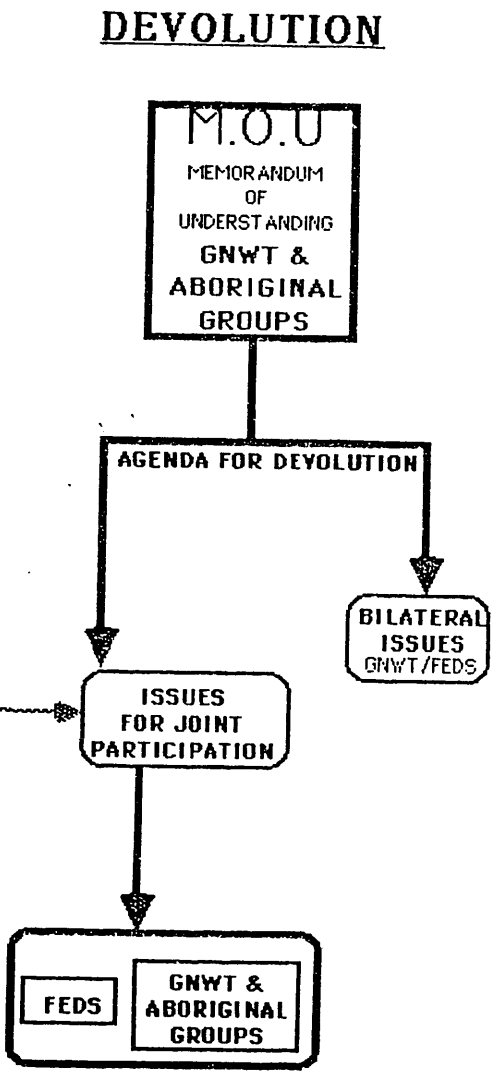 DEVOLUTION
M.O.U
MEMORANDUM
OF
UNDERSTANDING
GNWT &
ABORIGINAL
GROUPS
AGENDA FOR DEVOLUTION
BILATERAL
ISSUES
GNWT/FEDS
ISSUES
FOR JOINT
PARTICIPATION
FEDS
GNWT &
ABORIGINAL
GROUPS